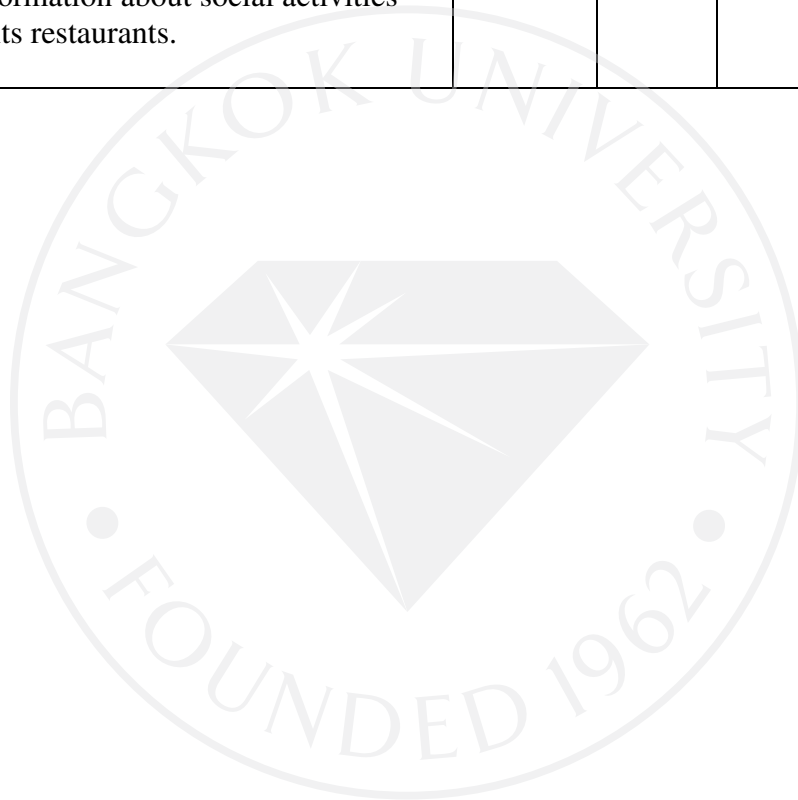 ormation about social activities
ts restaurants.
BANGKOK UNIVERSITY
FOUNDED 1962